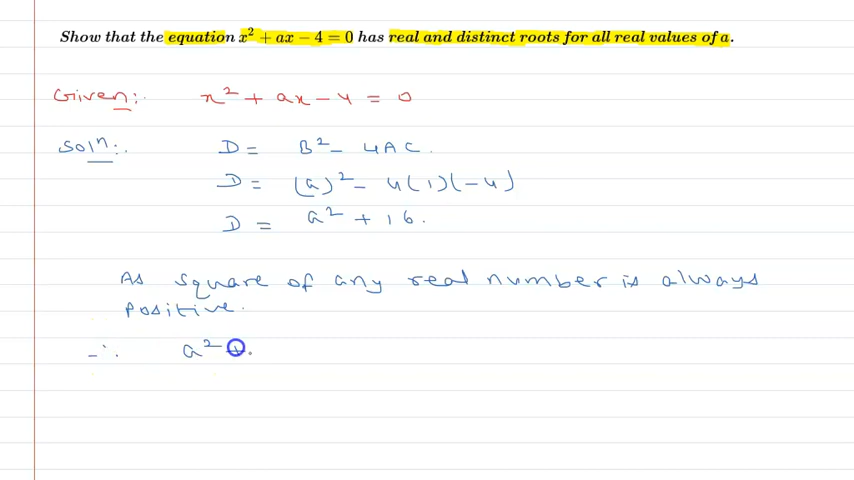 Show that the equation x² + ax − 4 = 0 has real and distinct roots for all real values of a.
Given:. x² + ax − 4 = 0
Solⁿ:. D = B² − 4AC.
D = (a)² − 4(1)(−4)
D = a² + 16.
As square of any real number is always
positive.
∴ a² +